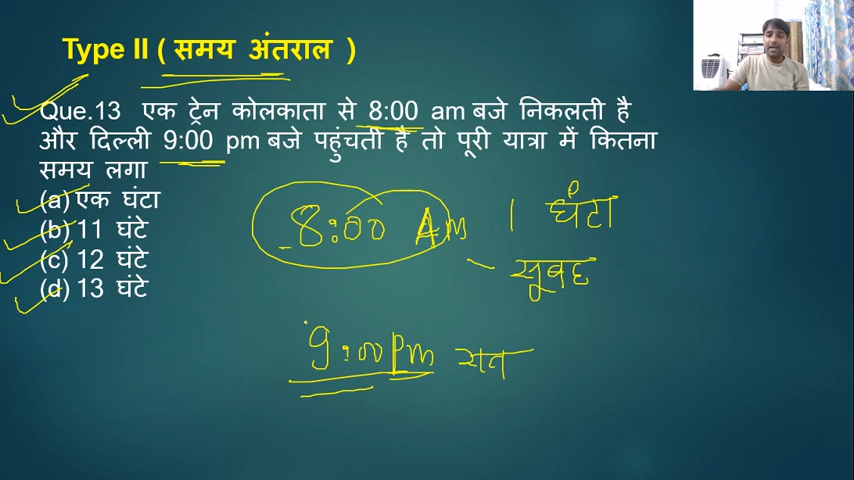 Type II ( समय अंतराल )
Que.13 एक ट्रेन कोलकाता से 8:00 am बजे निकलती है
और दिल्ली 9:00 pm बजे पहुंचती है तो पूरी यात्रा में कितना
समय लगा
(a) एक घंटा
(b) 11 घंटे
(c) 12 घंटे
(d) 13 घंटे
8:00 Am 1 घंटा
सूबह
9:00 pm रात